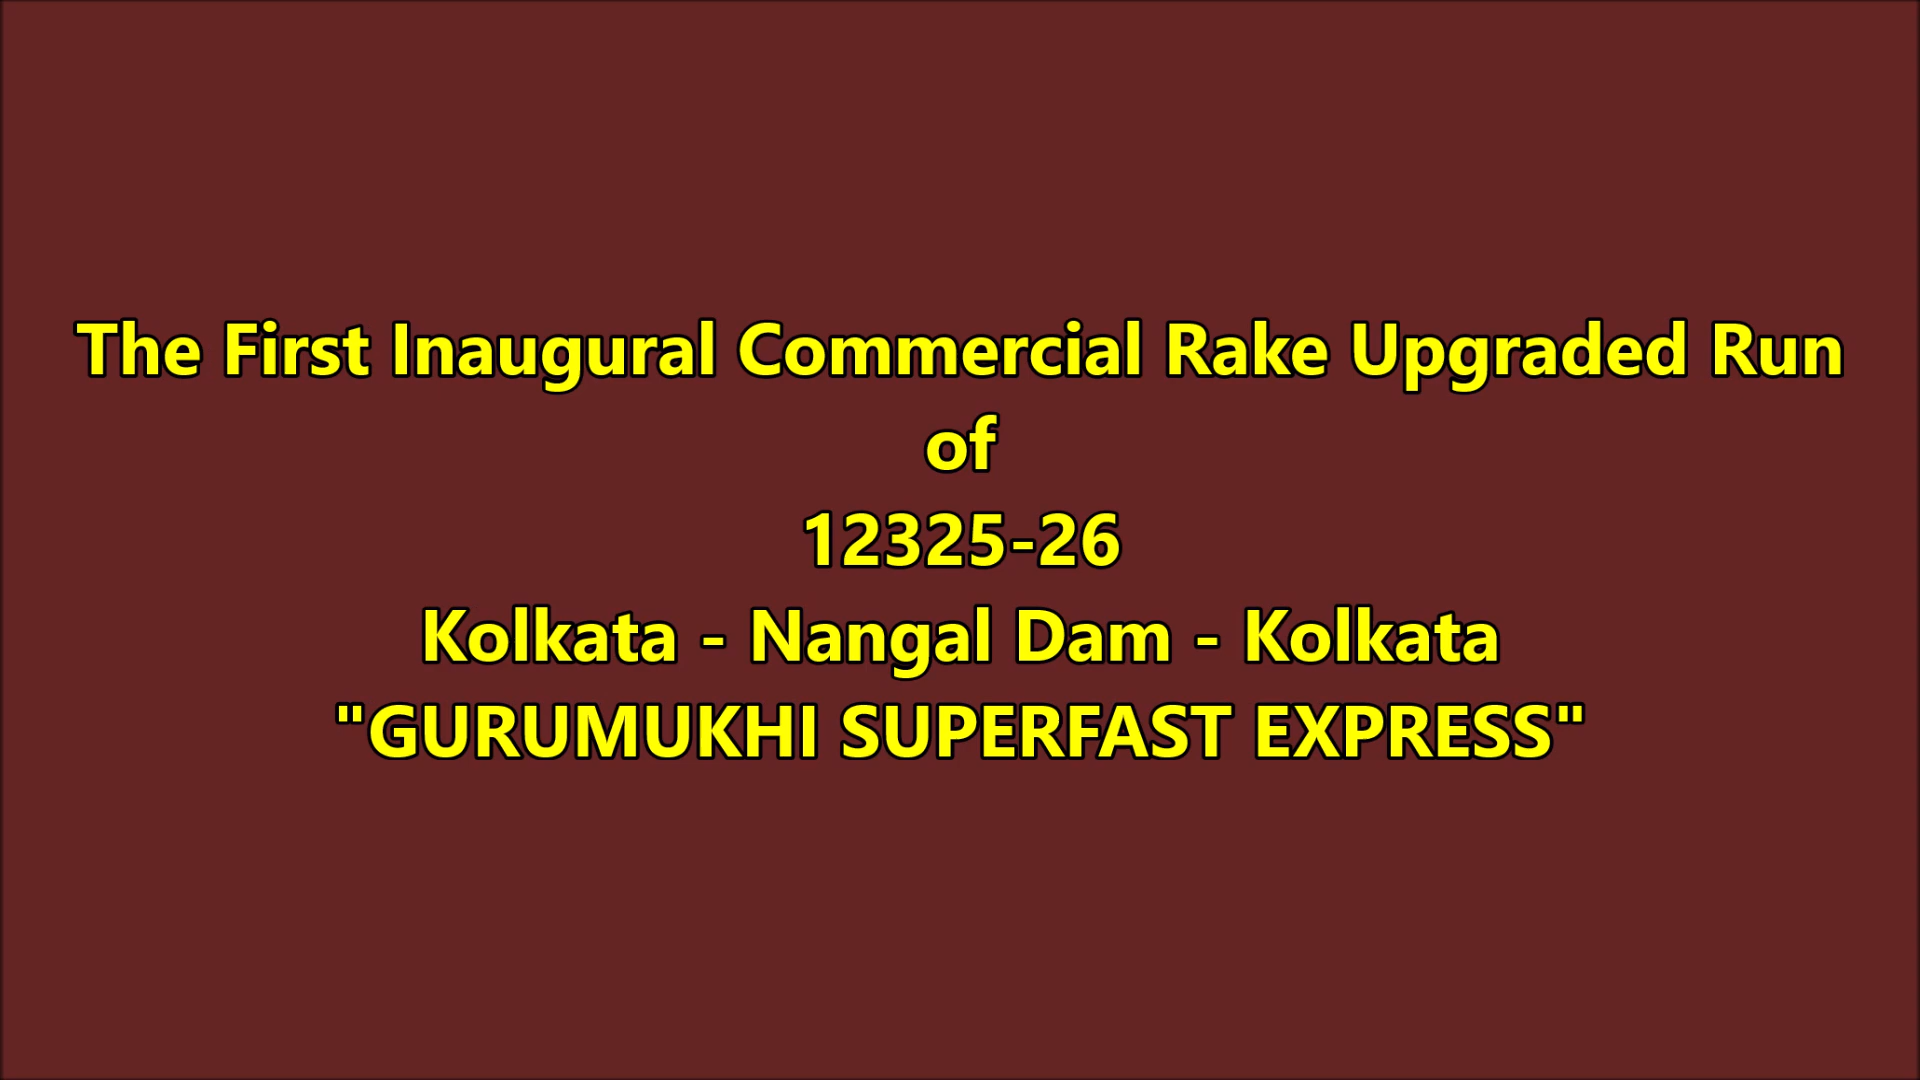 The First Inaugural Commercial Rake Upgraded Run
of
12325-26
Kolkata - Nangal Dam - Kolkata
"GURUMUKHI SUPERFAST EXPRESS"